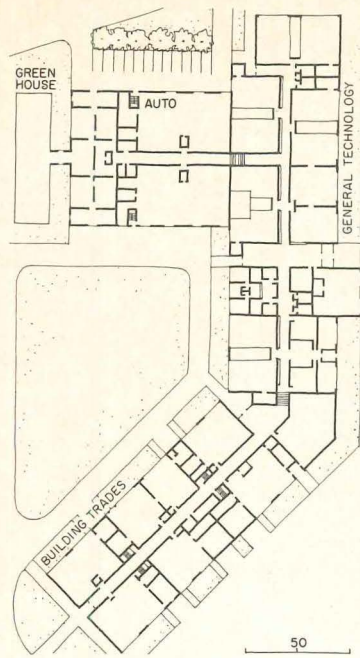 GREEN
HOUSE
AUTO
GENERAL TECHNOLOGY
BUILDING TRADES
50